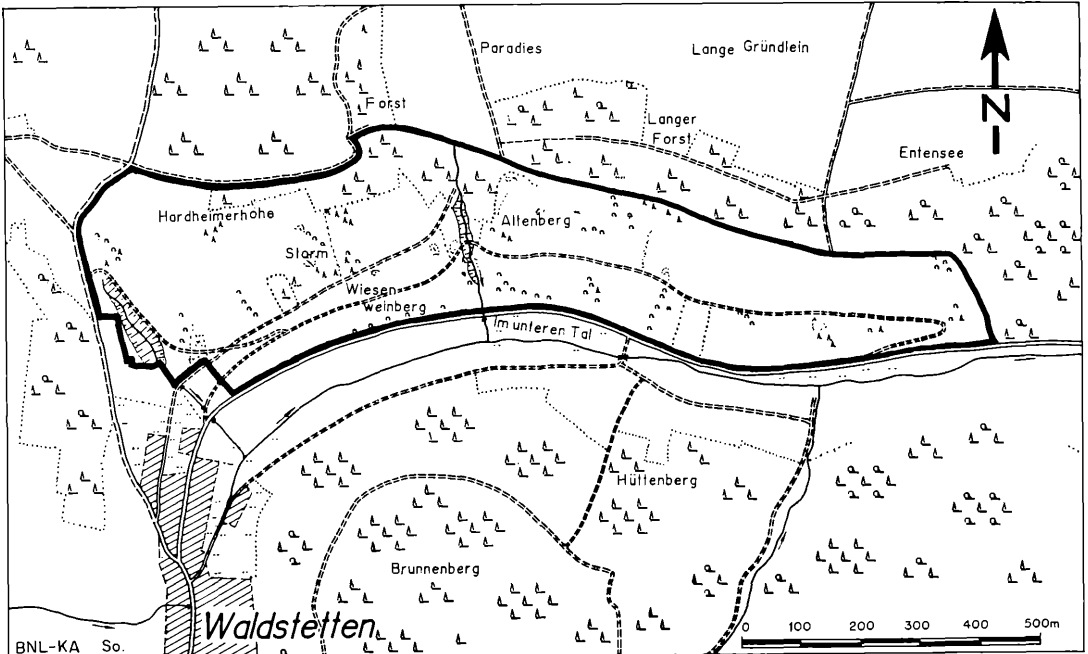 Paradies
Lange Gründlein
Forst
Langer
Forst
N
Entensee
Hardheimerhöhe
Altenberg
Storm
Wiesen
weinberg
Im unteren Tal
Hüttenberg
Brunnenberg
Waldstetten
BNL-KA So.
0 100 200 300 400 500m